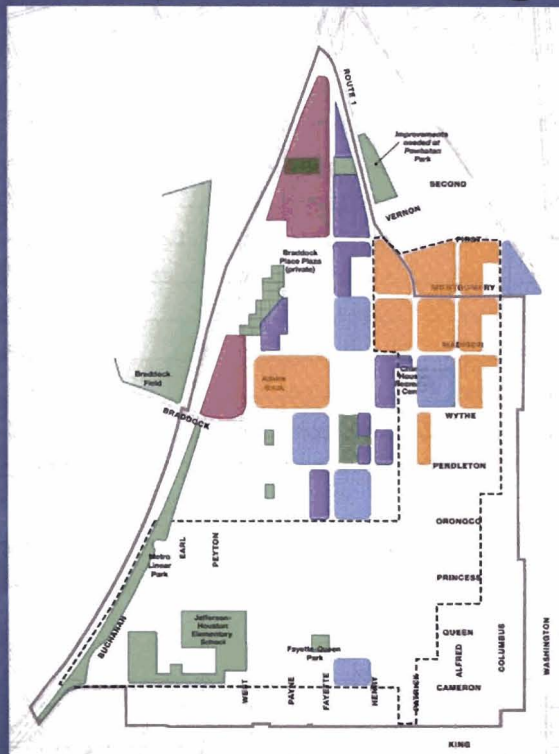 ROUTE 1
Improvements
needed at
Powhatan
Park
SECOND
VERNON
FIRST
Braddock
Place Plaza
(private)
MONTGOMERY
MADISON
Braddock
Field
BRADDOCK
WYTHE
PENDLETON
ORONOCO
Metro
Linear
Park
EARL
PEYTON
PRINCESS
BUCHANAN
Jefferson-
Houston
Elementary
School
Fayette-Queen
Park
QUEEN
WEST
PAYNE
FAYETTE
HENRY
PATRICK
ALFRED
COLUMBUS
WASHINGTON
CAMERON
KING